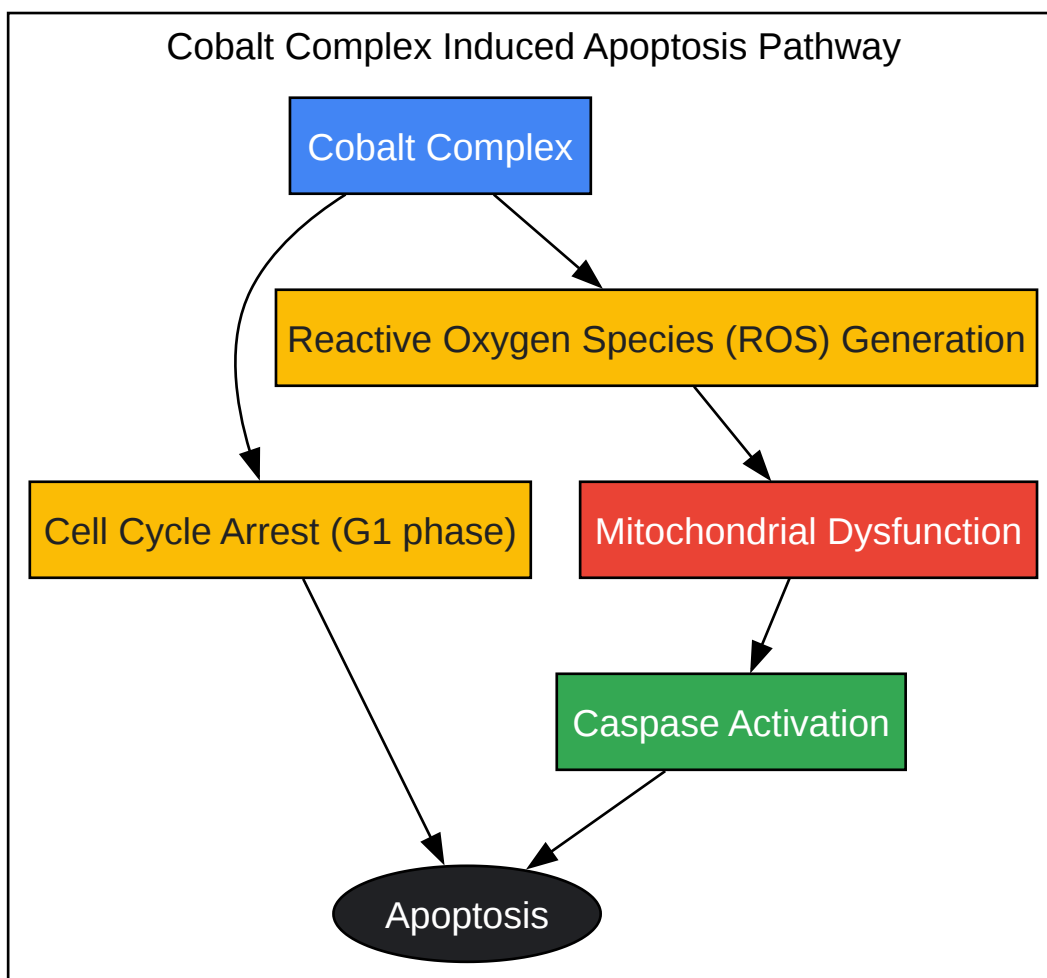 Cobalt Complex Induced Apoptosis Pathway
Cobalt Complex
Reactive Oxygen Species (ROS) Generation
Cell Cycle Arrest (G1 phase)
Mitochondrial Dysfunction
Caspase Activation
Apoptosis